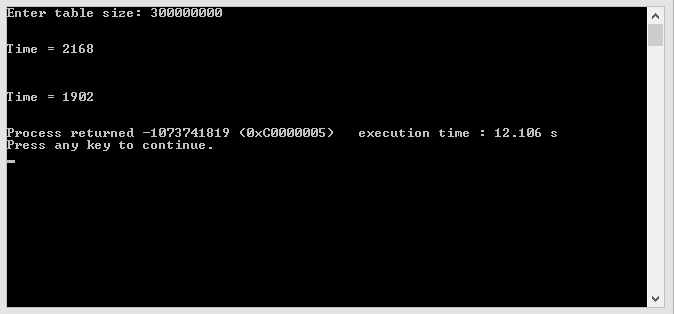 Enter table size: 300000000
Time = 2168
Time = 1902
Process returned -1073741819 (0xC0000005)   execution time : 12.106 s
Press any key to continue.